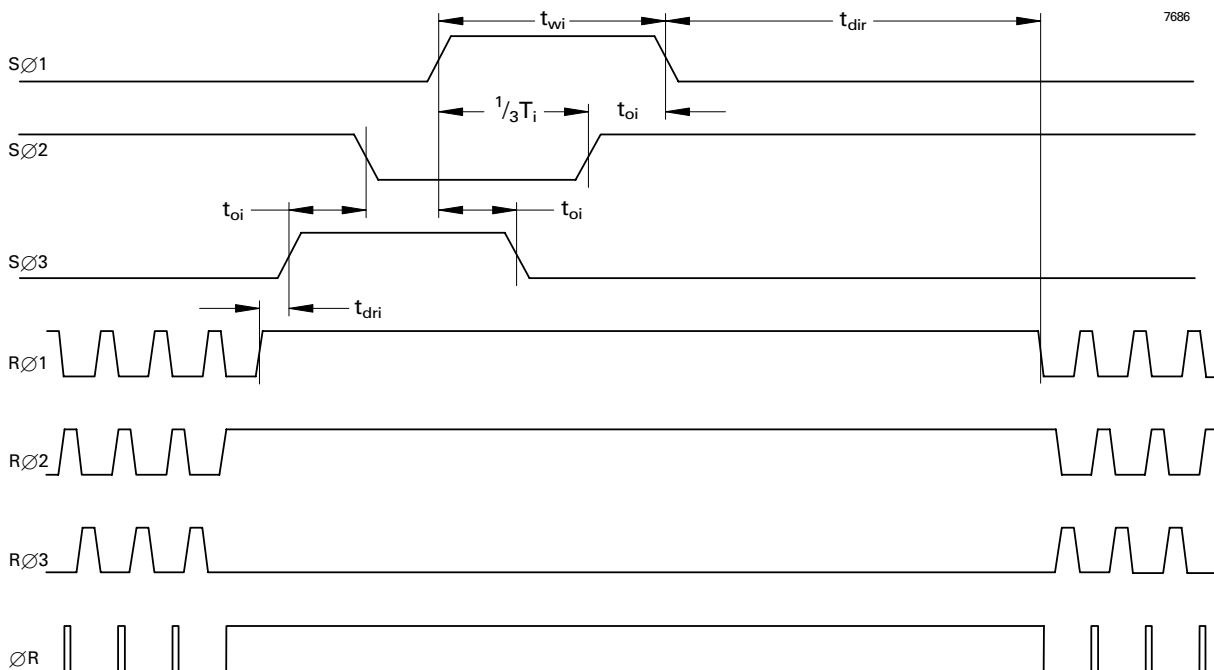 7686
t_wi
t_dir
SØ1
¹/₃T_i
t_oi
SØ2
t_oi
t_oi
SØ3
t_dri
RØ1
RØ2
RØ3
ØR